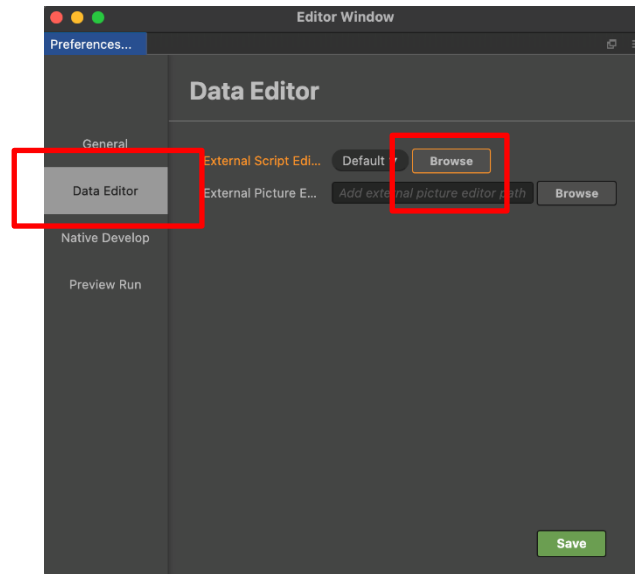 Editor Window
Preferences...
Data Editor
General
External Script Edi... Default Browse
Data Editor
External Picture E... Add external picture editor path Browse
Native Develop
Preview Run
Save